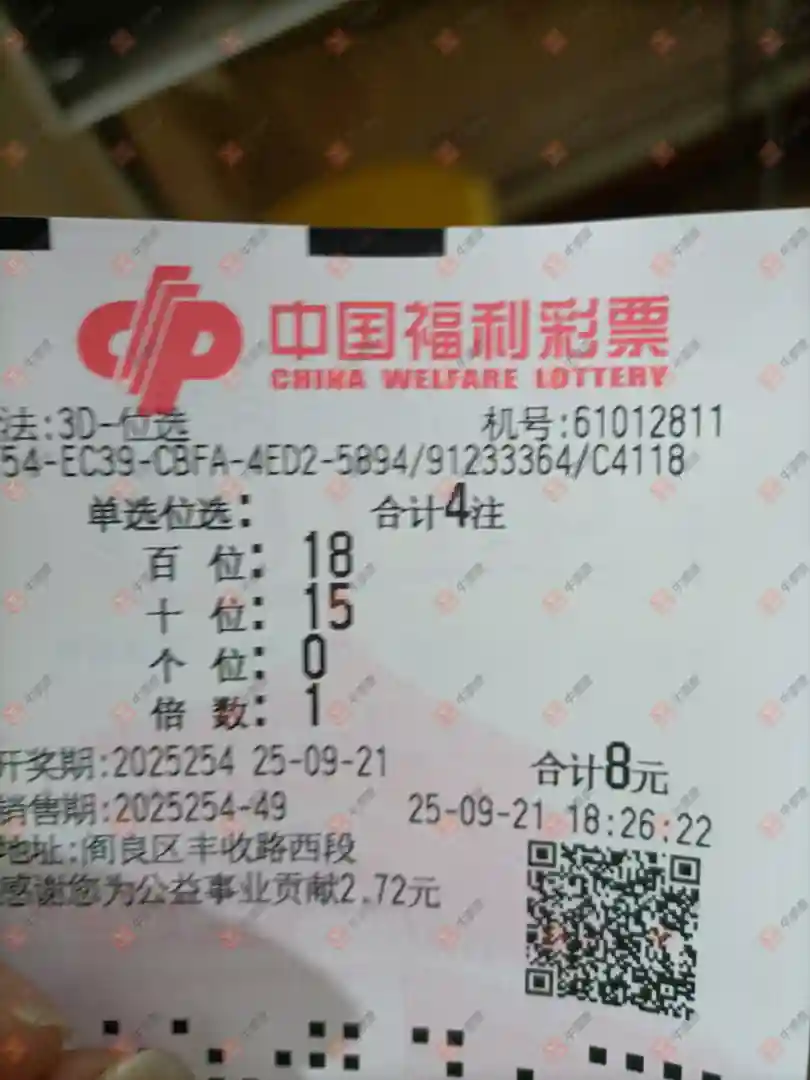 中国福利彩票
CHINA WELFARE LOTTERY
法:3D-位选 机号:61012811
54-EC39-CBFA-4ED2-5894/91233364/C4118
单选位选: 合计4注
百 位: 18
十 位: 15
个 位: 0
倍 数: 1
开奖期:2025254 25-09-21 合计8元
销售期:2025254-49 25-09-21 18:26:22
地址:阎良区丰收路西段
感谢您为公益事业贡献2.72元